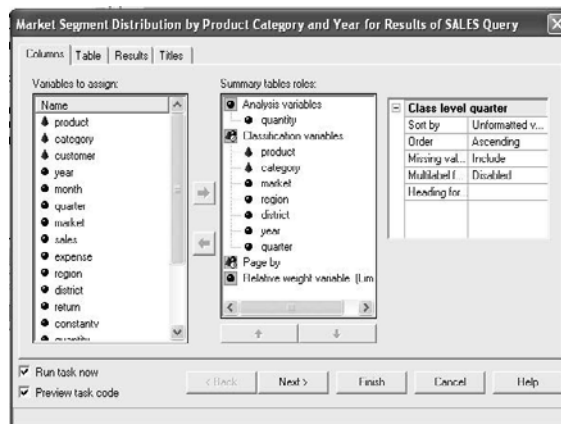 Market Segment Distribution by Product Category and Year for Results of SALES Query
Columns Table Results Titles
Variables to assign:
Name
product
category
customer
year
month
quarter
market
sales
expense
region
district
return
constantv
quantity
Summary tables roles:
Analysis variables
quantity
Classification variables
product
category
market
region
district
year
quarter
Page by
Relative weight variable (Lim
Class level quarter
Sort by Unformatted v...
Order Ascending
Missing val... Include
Multilabel f... Disabled
Heading for...
Run task now
Preview task code
< Back Next > Finish Cancel Help